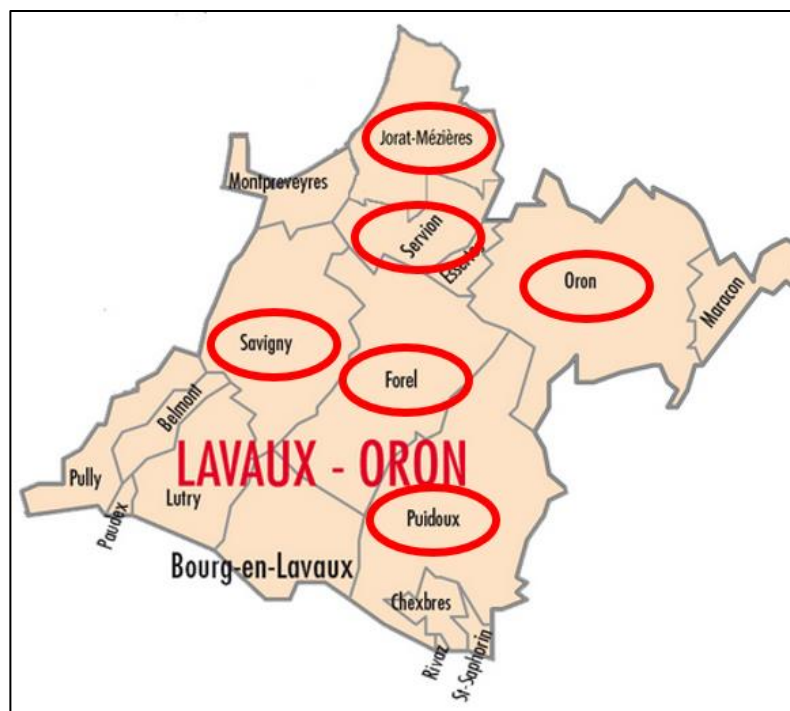 Jorat-Mézières
Montpreveyres
Servion
Essertes
Oron
Maracon
Savigny
Forel
Belmont
LAVAUX - ORON
Pully
Lutry
Paudex
Puidoux
Bourg-en-Lavaux
Chexbres
Rivaz
St-Saphorin